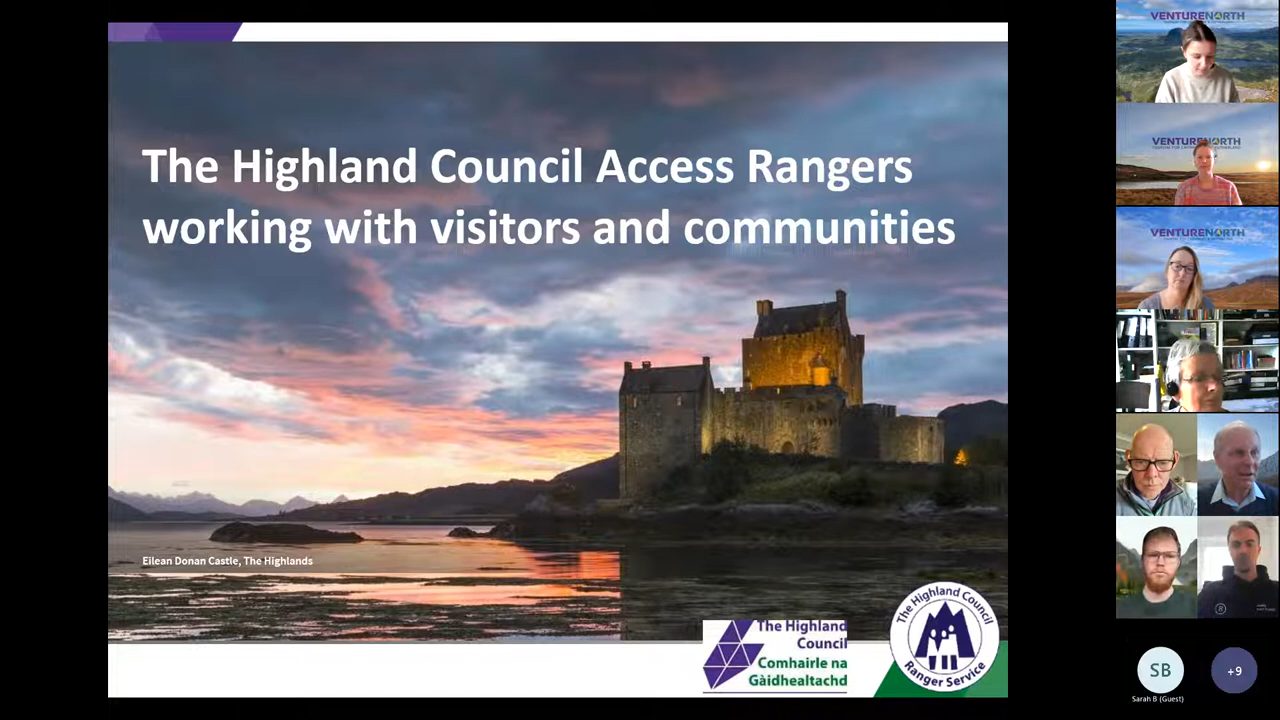 The Highland Council Access Rangers
working with visitors and communities
Eilean Donan Castle, The Highlands
The Highland
Council
Comhairle na
Gàidhealtachd
The Highland Council
Ranger Service
VENTURENORTH
VENTURENORTH
VENTURENORTH
SB
Sarah B (Guest)
+9